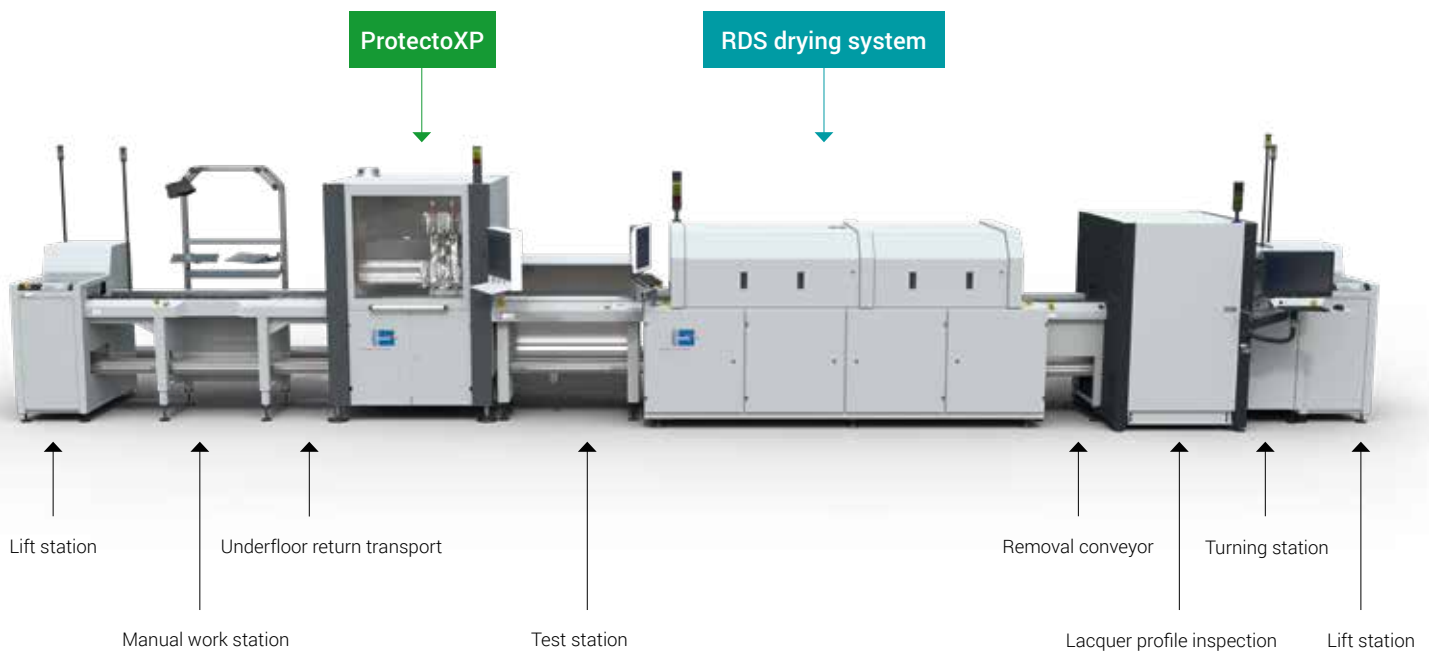 ProtectoXP
RDS drying system
Lift station
Underfloor return transport
Removal conveyor
Turning station
Manual work station
Test station
Lacquer profile inspection
Lift station